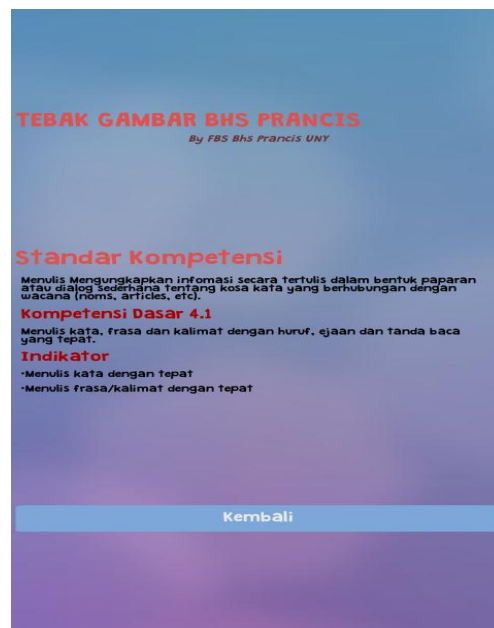 TEBAK GAMBAR BHS PRANCIS
By FBS Bhs Prancis UNY
Standar Kompetensi
Menulis Mengungkapkan infomasi secara tertulis dalam bentuk paparan
atau dialog sederhana tentang kosa kata yang berhubungan dengan
wacana (noms, articles, etc).
Kompetensi Dasar 4.1
Menulis kata, frasa dan kalimat dengan huruf, ejaan dan tanda baca
yang tepat.
Indikator
•Menulis kata dengan tepat
•Menulis frasa/kalimat dengan tepat
Kembali